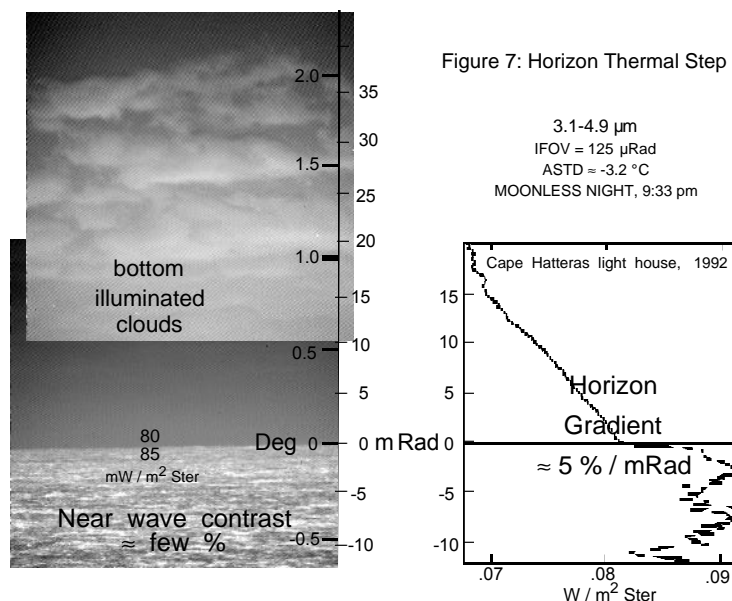 Figure 7: Horizon Thermal Step
3.1-4.9 µm
IFOV = 125 µRad
ASTD ≈ -3.2 °C
MOONLESS NIGHT, 9:33 pm
2.0
1.5
1.0
0.5
Deg 0
-0.5
35
30
25
20
15
10
5
0 mRad
-5
-10
bottom
illuminated
clouds
80
85
mW / m² Ster
Near wave contrast
≈ few %
Cape Hatteras light house, 1992
15
10
5
0
-5
-10
Horizon
Gradient
≈ 5 % / mRad
.07 .08 .09
W / m² Ster